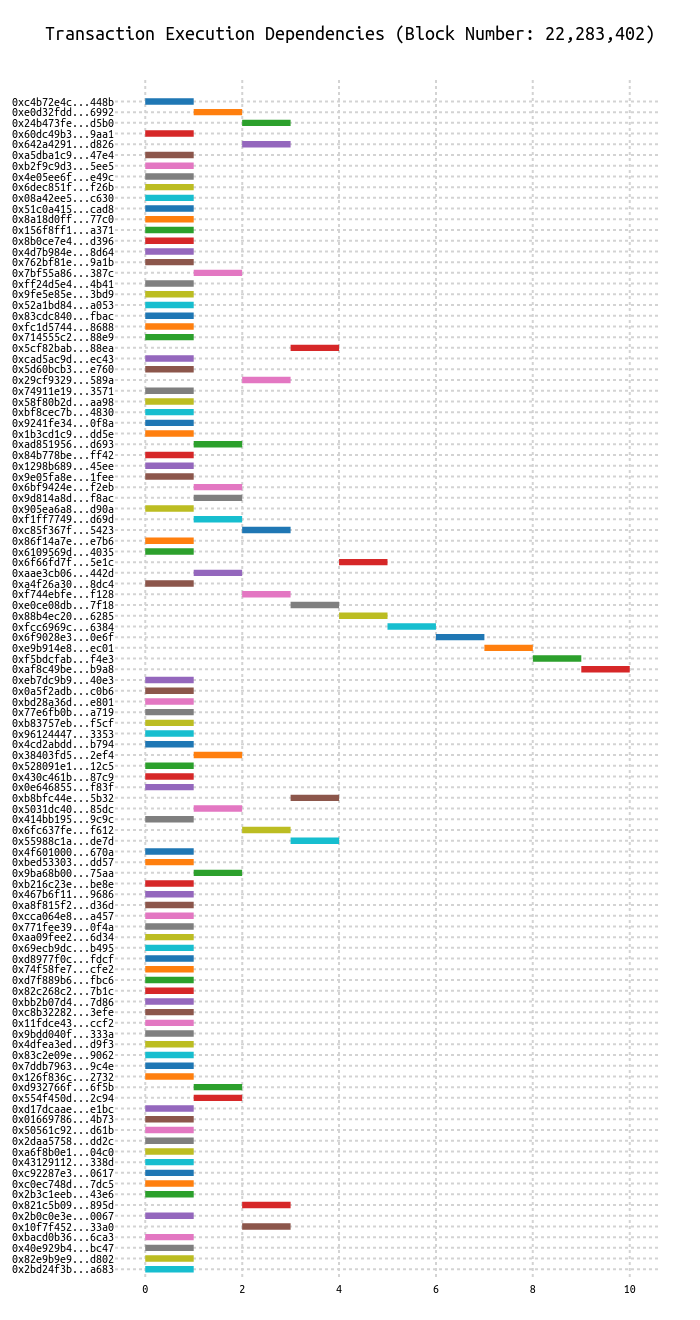 Transaction Execution Dependencies (Block Number: 22,283,402)
0xc4b72e4c...448b
0xe0d32fdd...6992
0x24b473fe...d5b0
0x60dc49b3...9aa1
0x642a4291...d826
0xa5dba1c9...47e4
0xb2f9c9d3...5ee5
0x4e05ee6f...e49c
0x6dec851f...f26b
0x08a42ee5...c630
0x51c0a415...cad8
0x8a18d0ff...77c0
0x156f8ff1...a371
0x8b0ce7e4...d396
0x4d7b984e...8d64
0x762bf81e...9a1b
0x7bf55a86...387c
0xff24d5e4...4b41
0x9fe5e85e...3bd9
0x52a1bd84...a053
0x83cdc840...fbac
0xfc1d5744...8688
0x714555c2...88e9
0x5cf82bab...88ea
0xcad5ac9d...ec43
0x5d60bcb3...e760
0x29cf9329...589a
0x74911e19...3571
0x58f80b2d...aa98
0xbf8cec7b...4830
0x9241fe34...0f8a
0x1b3cd1c9...dd5e
0xad851956...d693
0x84b778be...ff42
0x1298b689...45ee
0x9e05fa8e...1fee
0x6bf9424e...f2eb
0x9d814a8d...f8ac
0x905ea6a8...d90a
0xf1ff7749...d69d
0xc85f367f...5423
0x86f14a7e...e7b6
0x6109569d...4035
0x6f66fd7f...5e1c
0xaae3cb06...442d
0xa4f26a30...8dc4
0xf744ebfe...f128
0xe0ce08db...7f18
0x88b4ec20...6285
0xfcc6969c...6384
0x6f9028e3...0e6f
0xe9b914e8...ec01
0xf5bdcfab...f4e3
0xaf8c49be...b9a8
0xeb7dc9b9...40e3
0x0a5f2adb...c0b6
0xbd28a36d...e801
0x77e6fb0b...a719
0xb83757eb...f5cf
0x96124447...3353
0x4cd2abdd...b794
0x38403fd5...2ef4
0x528091e1...12c5
0x430c461b...87c9
0x0e646855...f83f
0xb8bfc44e...5b32
0x5031dc40...85dc
0x414bb195...9c9c
0x6fc637fe...f612
0x55988c1a...de7d
0x4f601000...670a
0xbed53303...dd57
0x9ba68b00...75aa
0xb216c23e...be8e
0x467b6f11...9686
0xa8f815f2...d36d
0xcca064e8...a457
0x771fee39...0f4a
0xaa09fee2...6d34
0x69ecb9dc...b495
0xd8977f0c...fdcf
0x74f58fe7...cfe2
0xd7f889b6...fbc6
0x82c268c2...7b1c
0xbb2b07d4...7d86
0xc8b32282...3efe
0x11fdce43...ccf2
0x9bdd040f...333a
0x4dfea3ed...d9f3
0x83c2e09e...9062
0x7ddb7963...9c4e
0x126f836c...2732
0xd932766f...6f5b
0x554f450d...2c94
0xd17dcaae...e1bc
0x01669786...4b73
0x50561c92...d61b
0x2daa5758...dd2c
0xa6f8b0e1...04c0
0x43129112...338d
0xc92287e3...0617
0xc0ec748d...7dc5
0x2b3c1eeb...43e6
0x821c5b09...895d
0x2b0c0e3e...0067
0x10f7f452...33a0
0xbacd0b36...6ca3
0x40e929b4...bc47
0x82e9b9e9...d802
0x2bd24f3b...a683
0 2 4 6 8 10